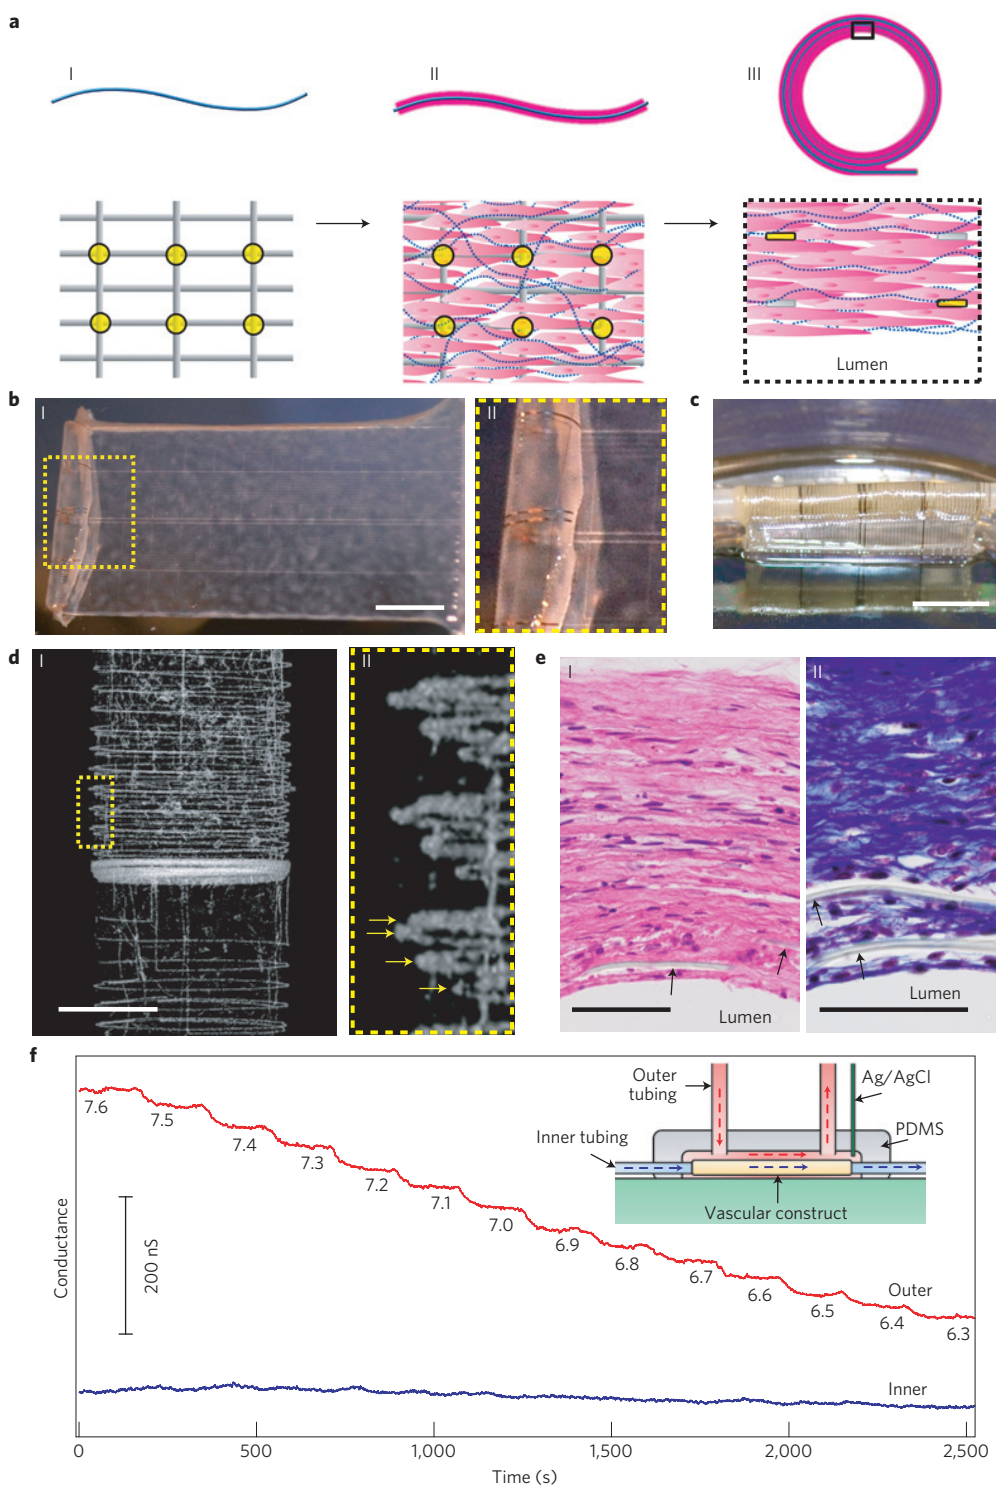 a
I
II
III
Lumen
b
I
II
c
d
I
II
e
I
II
Lumen
Lumen
f
Outer tubing
Ag/AgCl
PDMS
Inner tubing
Vascular construct
7.6
7.5
7.4
7.3
7.2
7.1
7.0
6.9
6.8
6.7
6.6
6.5
6.4
6.3
Conductance
200 nS
Outer
Inner
0
500
1,000
1,500
2,000
2,500
Time (s)